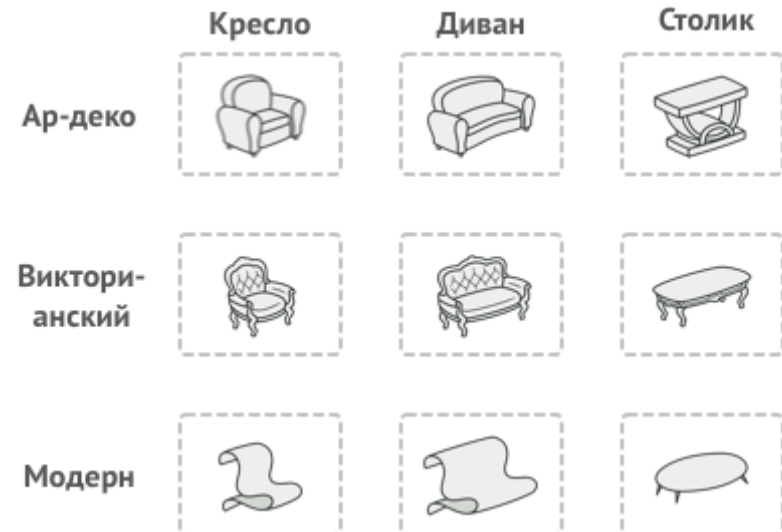 Кресло Диван Столик
Ар-деко
Виктори-
анский
Модерн